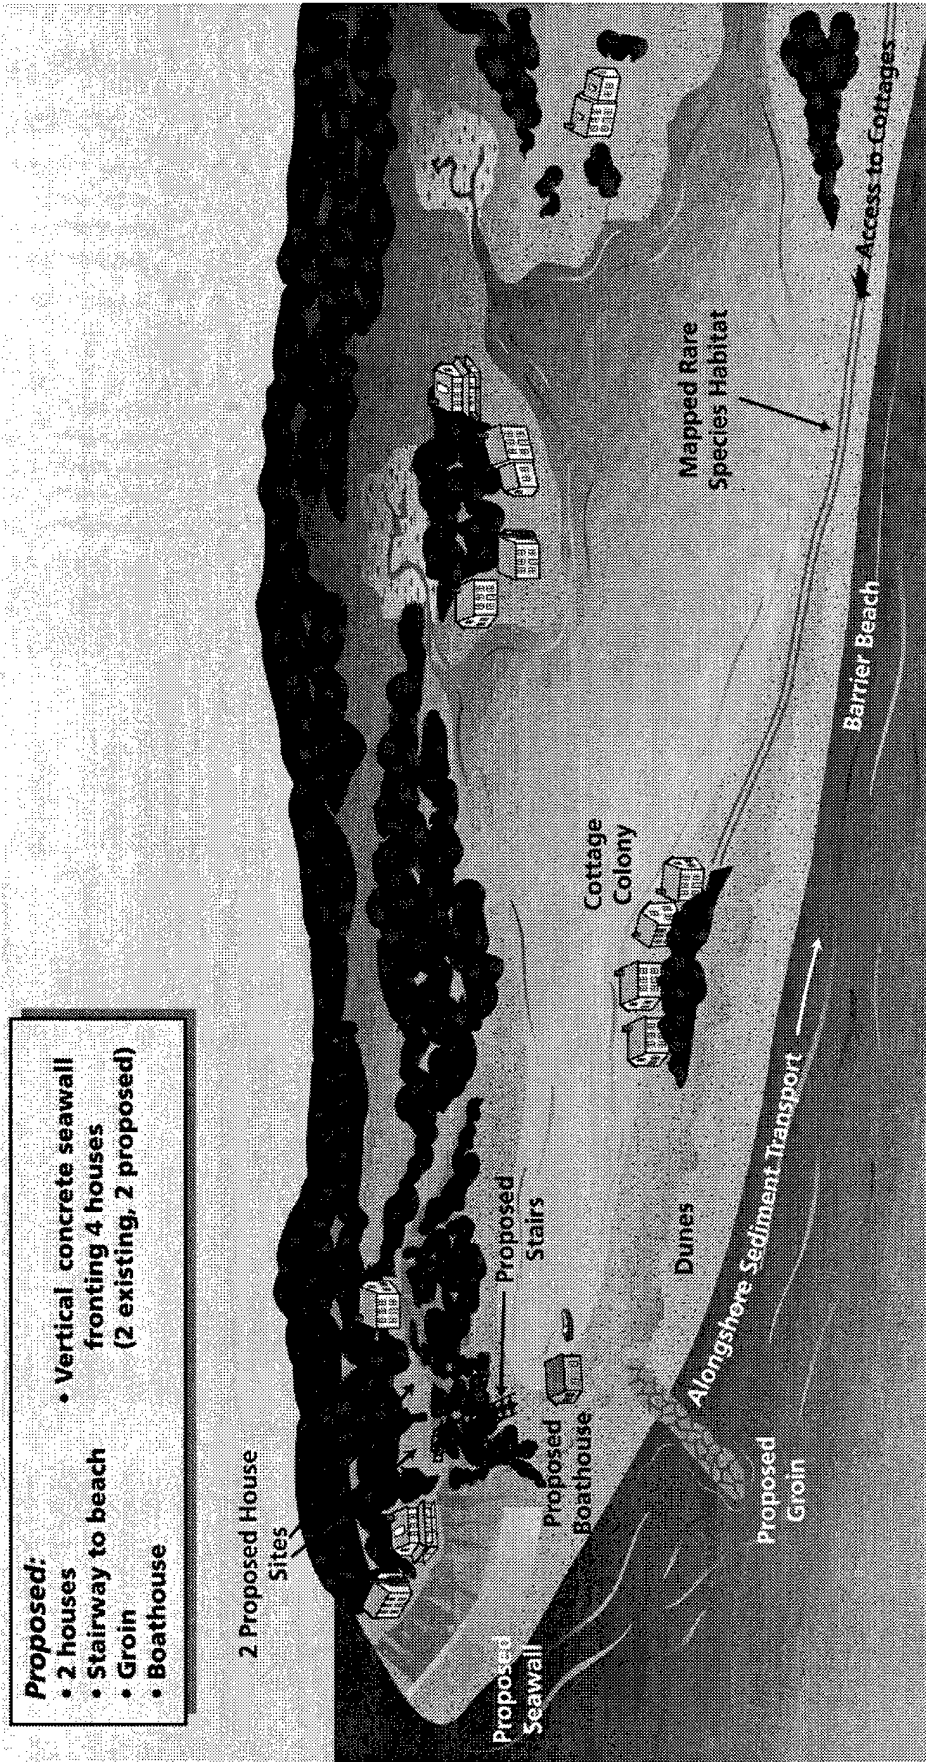 Proposed:
• 2 houses
• Stairway to beach
• Groin
• Boathouse
• Vertical concrete seawall
fronting 4 houses
(2 existing, 2 proposed)
2 Proposed House
Sites
Proposed
Seawall
Proposed
Boathouse
Proposed
Stairs
Proposed
Groin
Dunes
Alongshore Sediment Transport
Cottage
Colony
Barrier Beach
Mapped Rare
Species Habitat
Access to Cottages